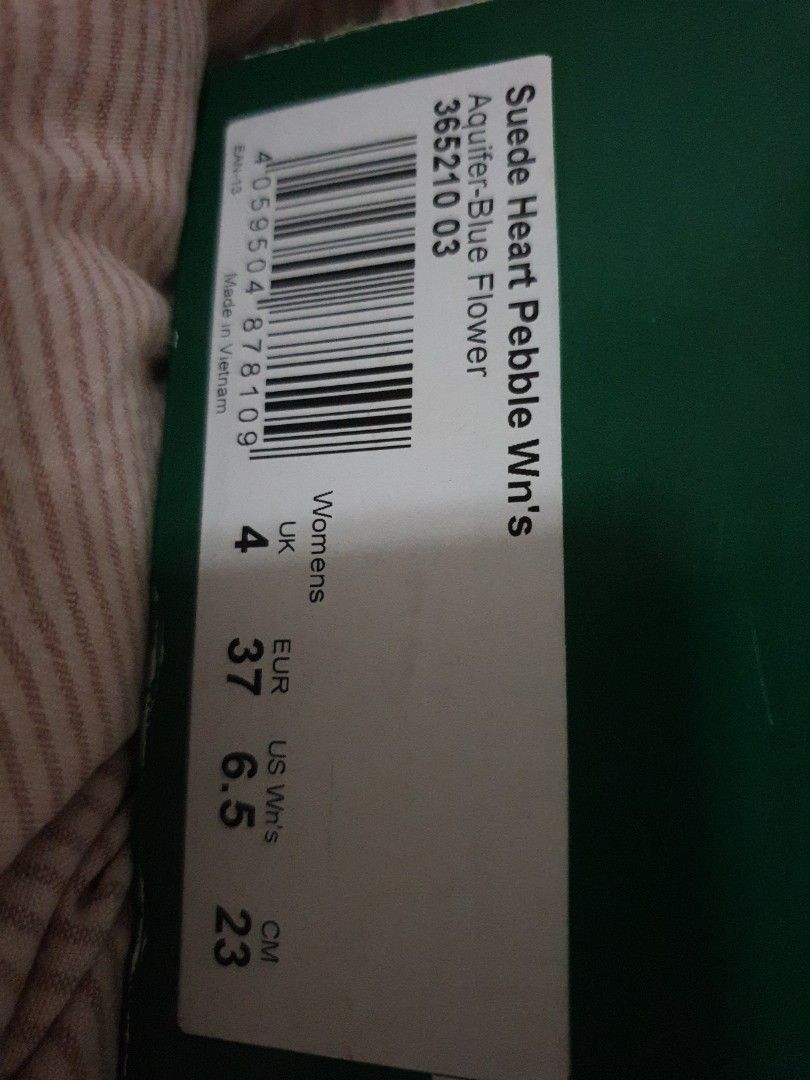 Suede Heart Pebble Wn's
Aquifer-Blue Flower
365210 03
4 059504 878109
EAN-13
Made in Vietnam
Womens
UK EUR US Wn's CM
4 37 6.5 23